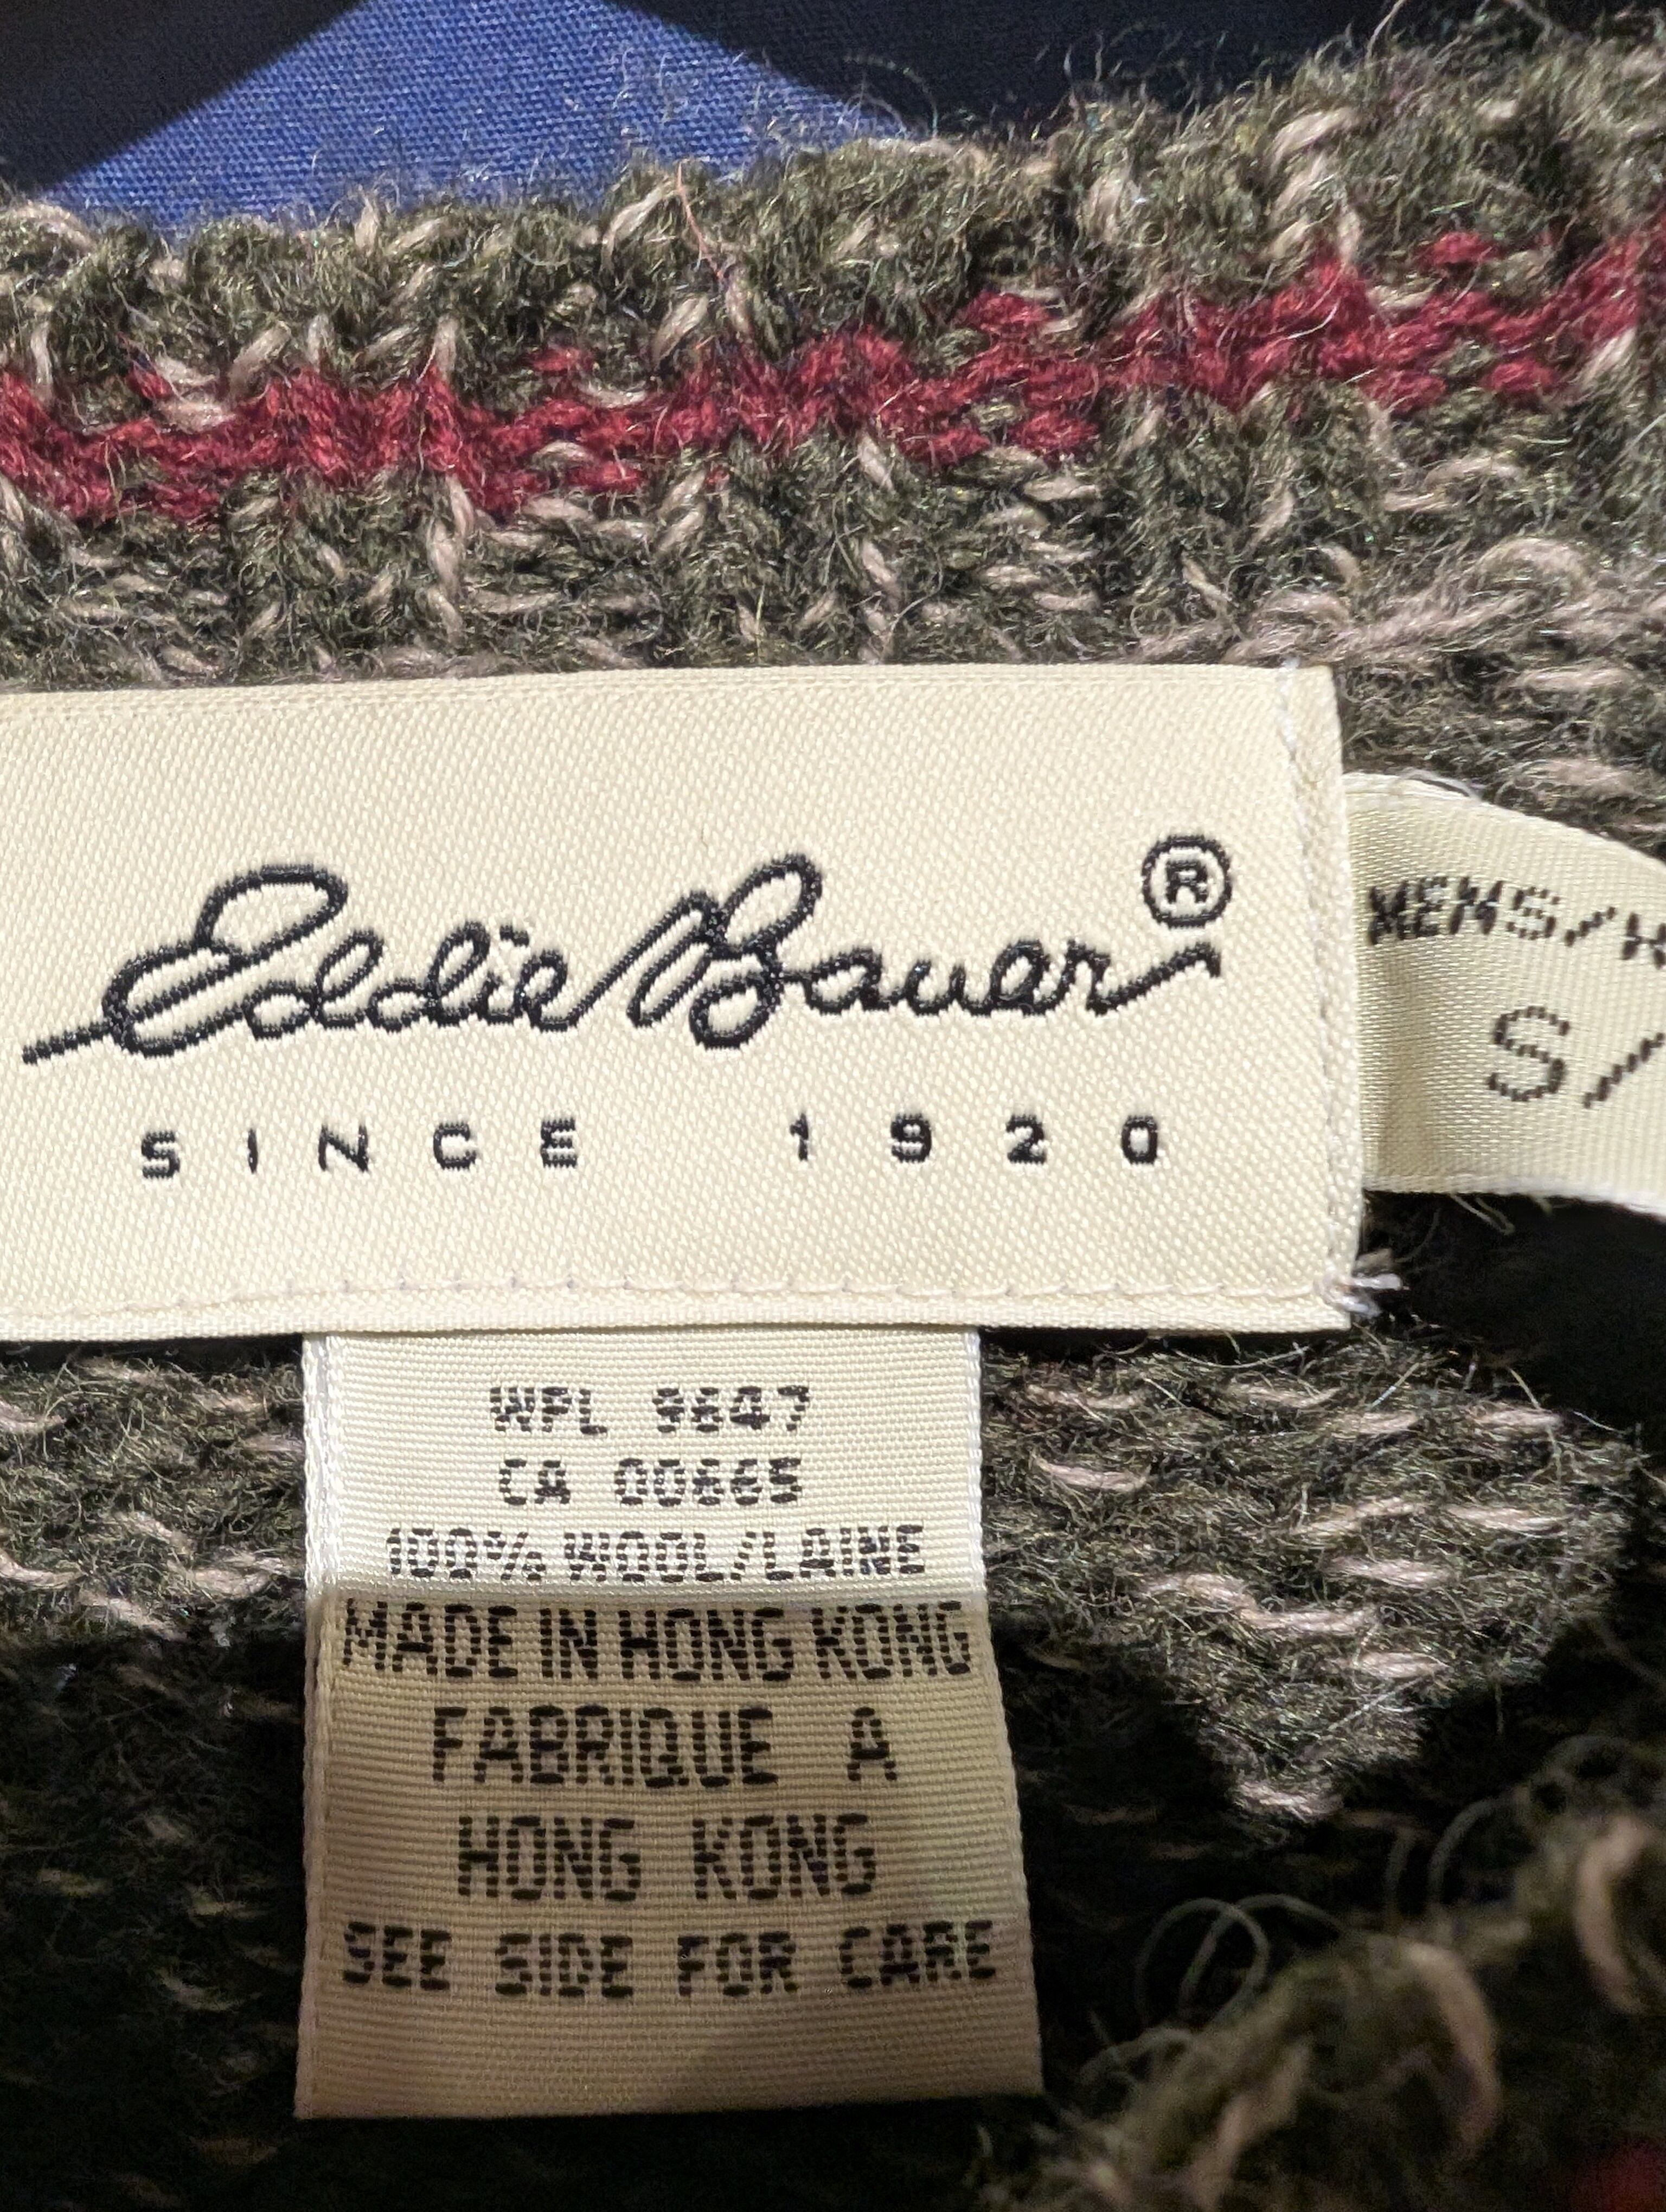 Eddie Bauer®
SINCE 1920
MENS/H
S/
WPL 9647
CA 00665
100% WOOL/LAINE
MADE IN HONG KONG
FABRIQUE A
HONG KONG
SEE SIDE FOR CARE